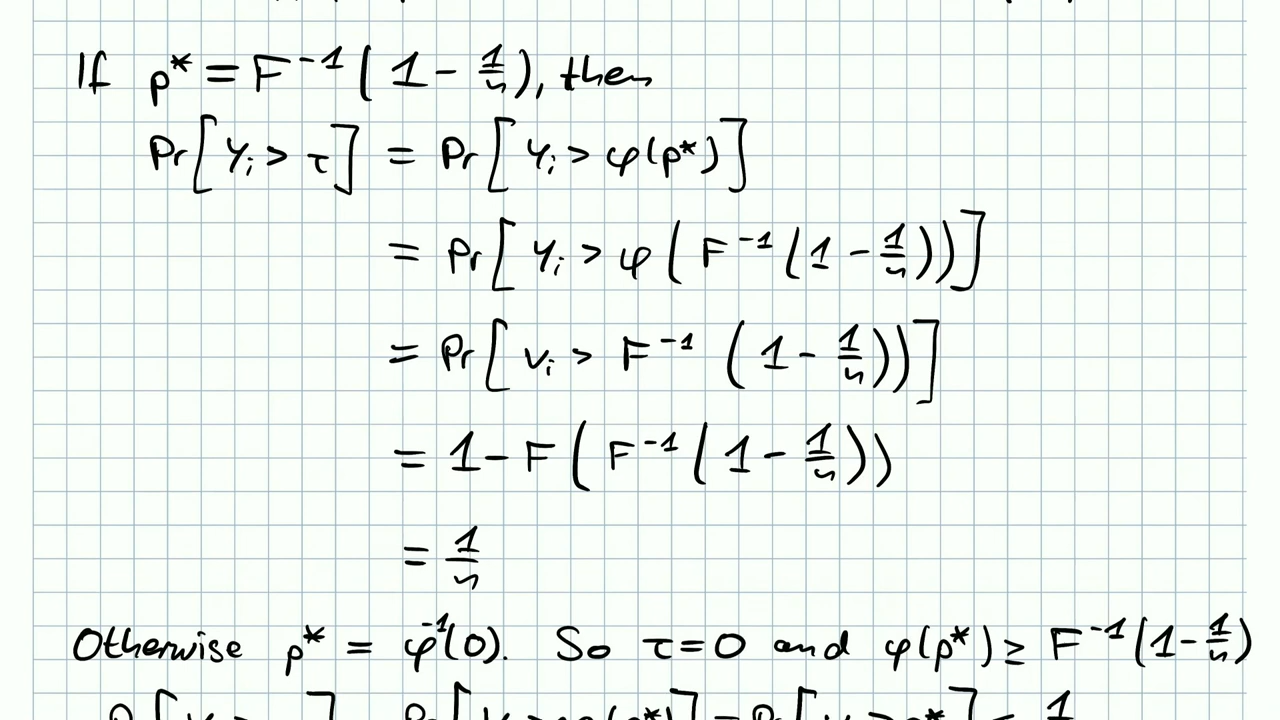 If p* = F⁻¹(1 - 1/n), then
Pr[Y_i > τ] = Pr[Y_i > φ(p*)]
= Pr[Y_i > φ(F⁻¹(1 - 1/n))]
= Pr[v_i > F⁻¹(1 - 1/n))]
= 1 - F(F⁻¹(1 - 1/n))
= 1/n
Otherwise p* = φ⁻¹(0). So τ=0 and φ(p*) ≥ F⁻¹(1 - 1/n)